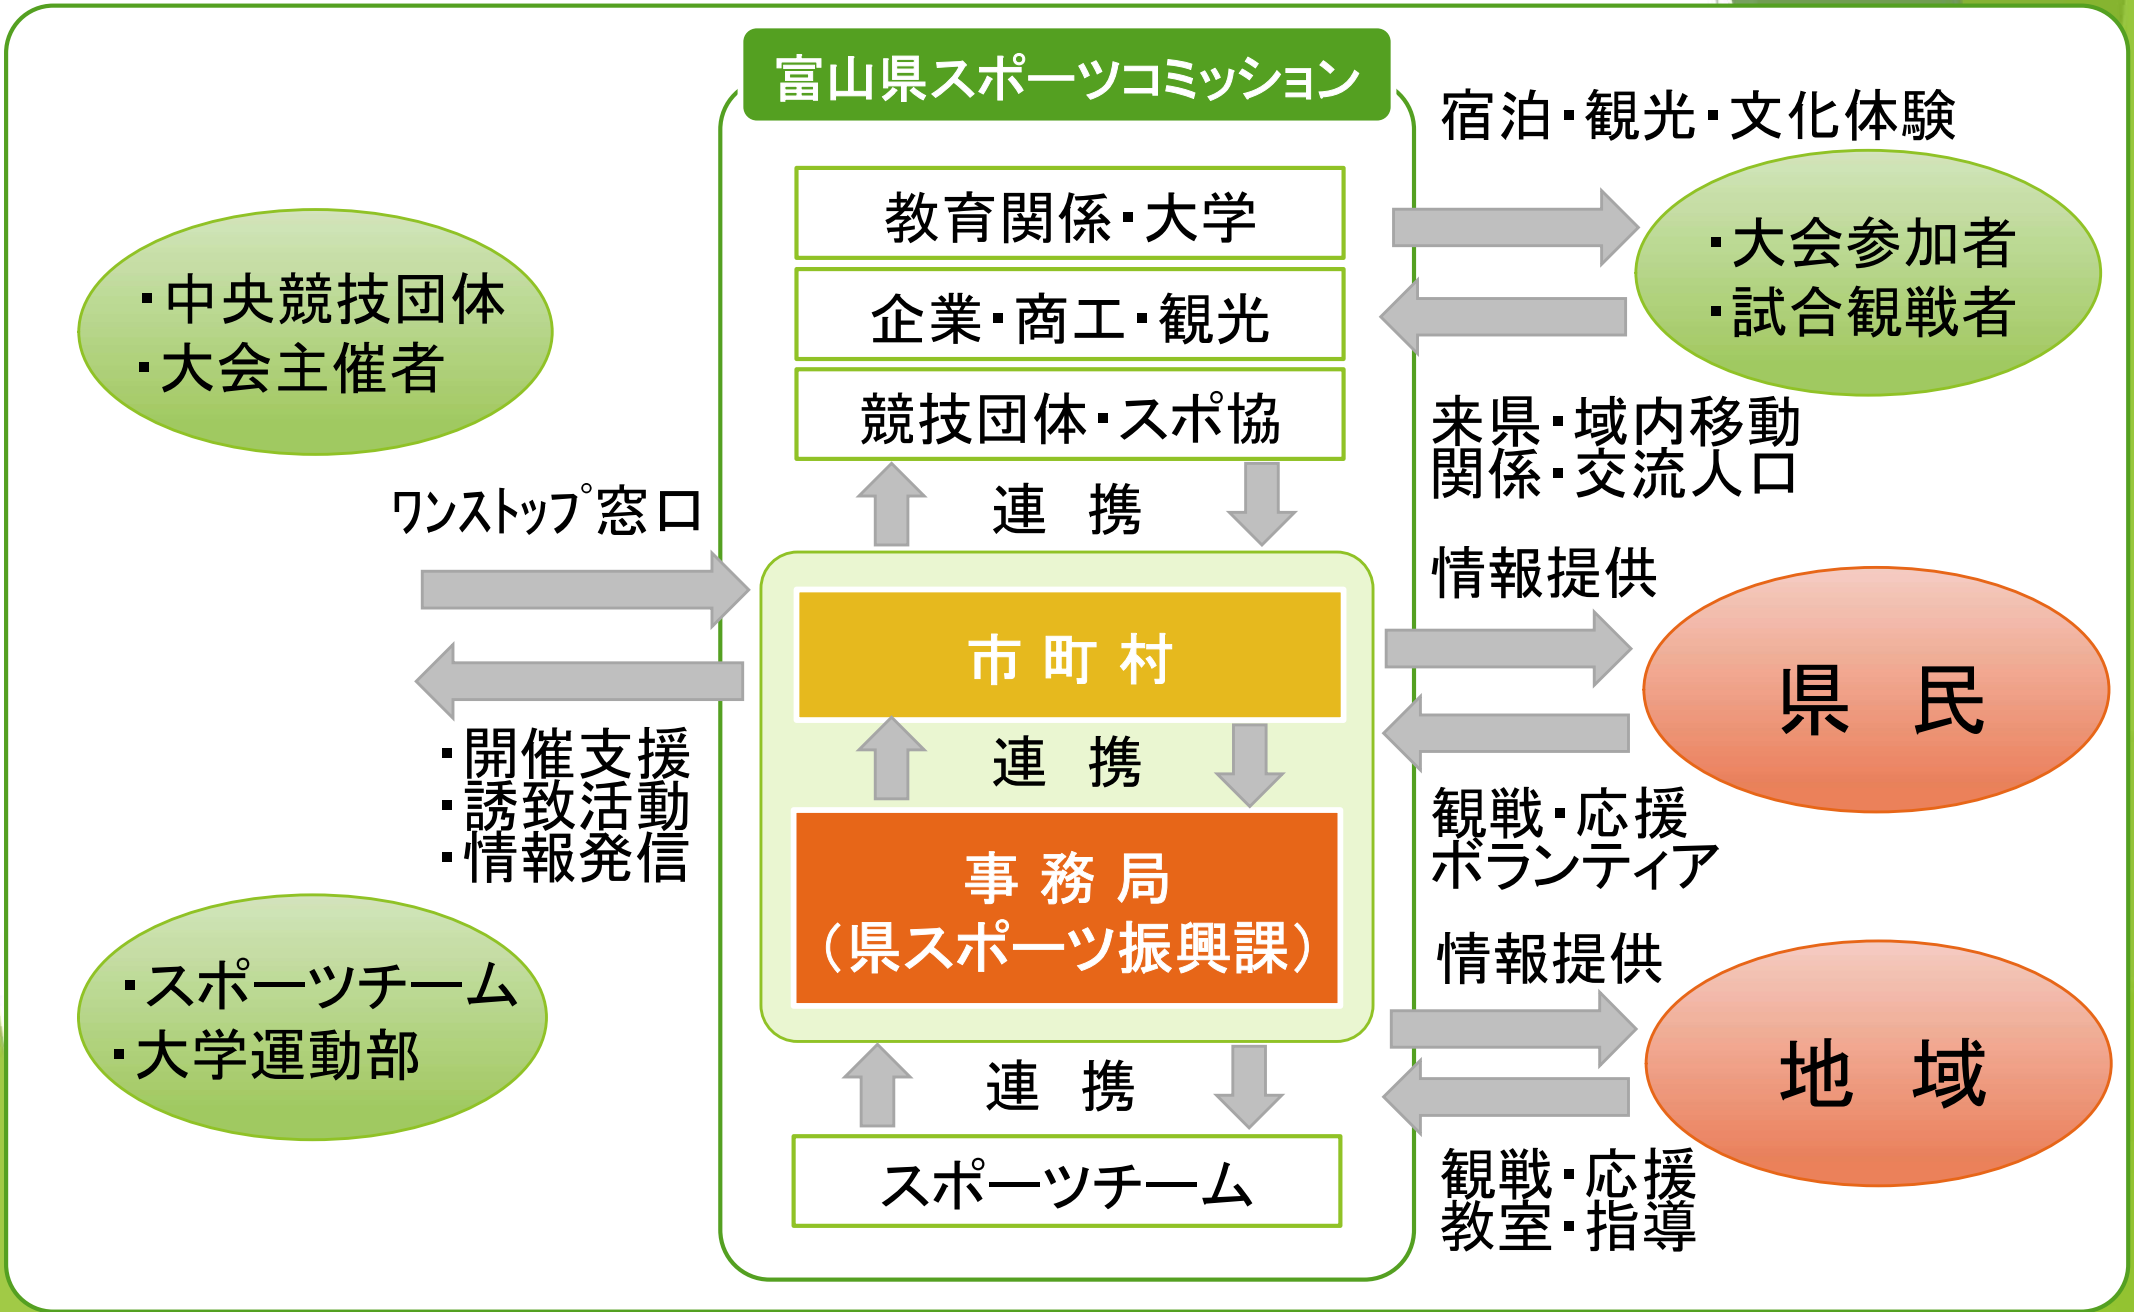 富山県スポーツコミッション
・中央競技団体
・大会主催者
ﾜﾝｽﾄｯﾌﾟ窓口
・開催支援
・誘致活動
・情報発信
・スポーツチーム
・大学運動部
教育関係・大学
企業・商工・観光
競技団体・スポ協
連　携
市 町 村
連　携
事 務 局
（県スポーツ振興課）
連　携
スポーツチーム
宿泊・観光・文化体験
・大会参加者
・試合観戦者
来県・域内移動
関係・交流人口
情報提供
県　民
観戦・応援
ボランティア
情報提供
地　域
観戦・応援
教室・指導